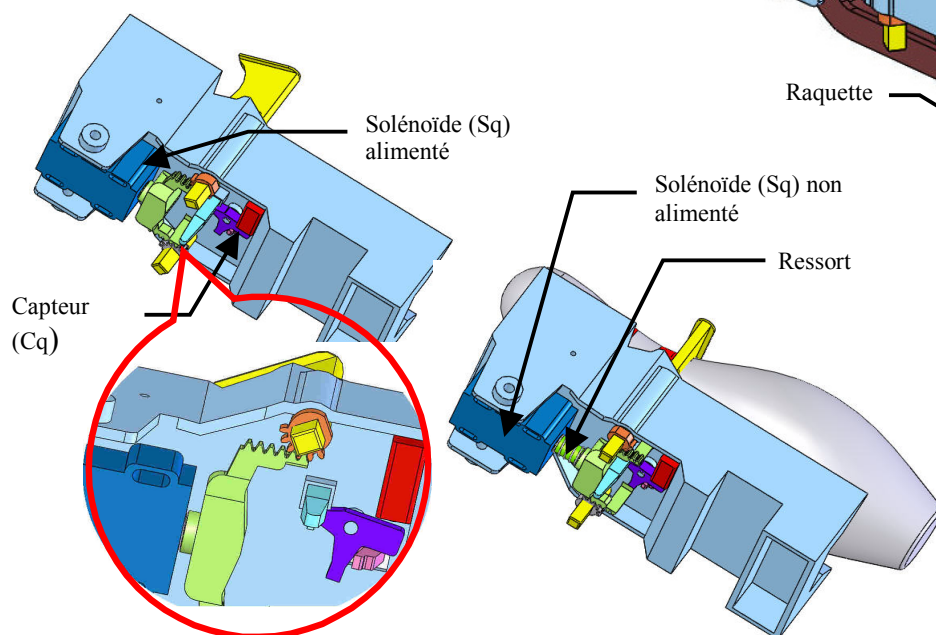 Raquette
Solénoïde (Sq)
alimenté
Solénoïde (Sq) non
alimenté
Ressort
Capteur
(Cq)